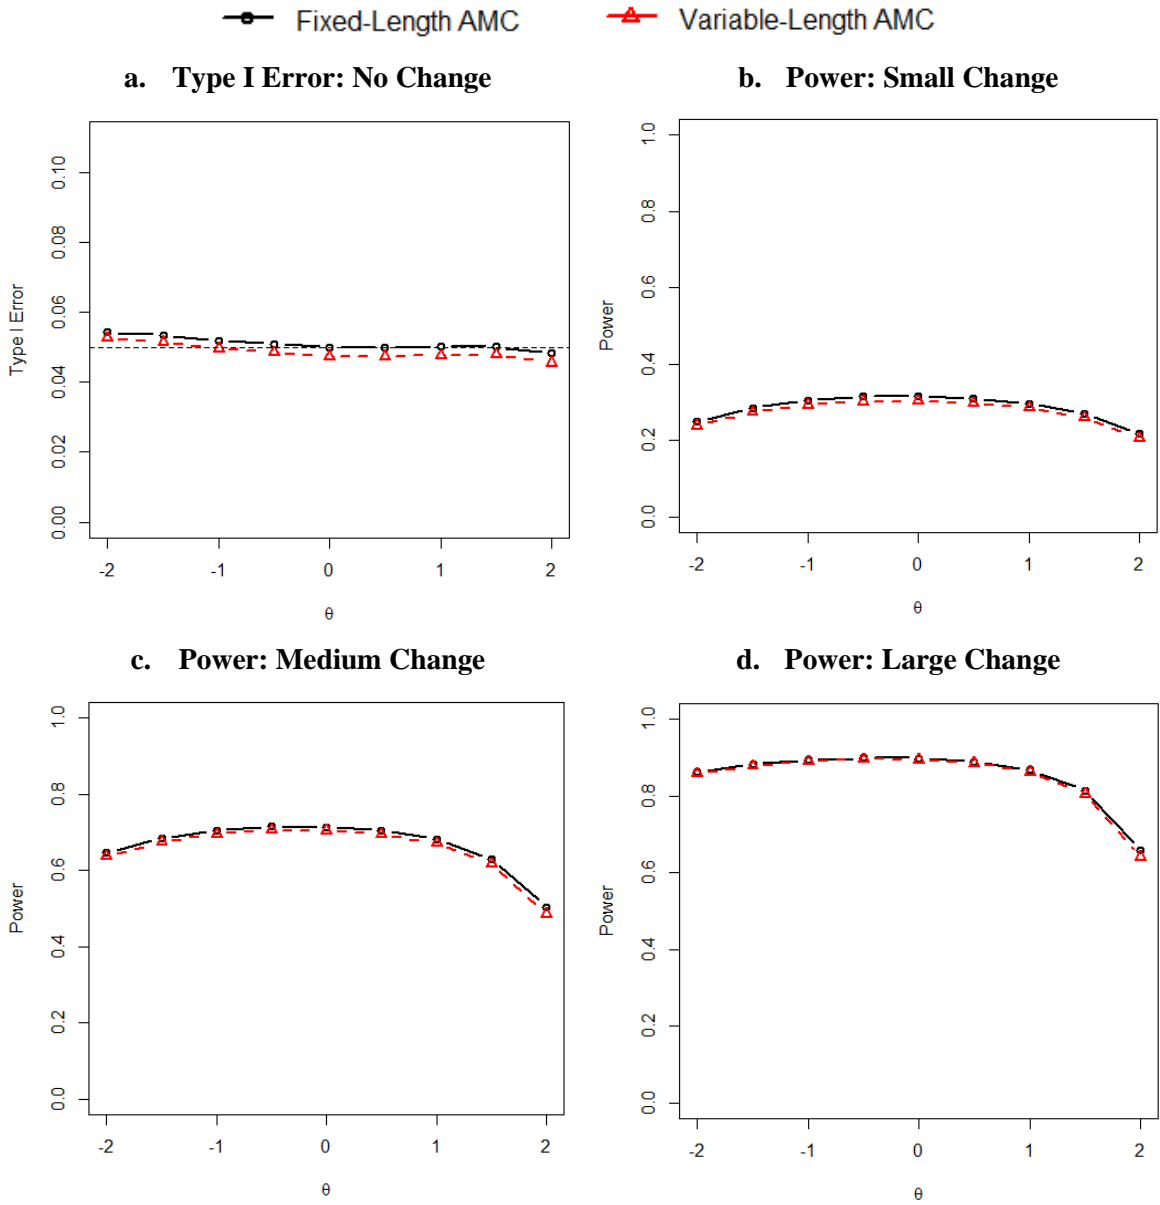 Fixed-Length AMC Variable-Length AMC
a. Type I Error: No Change
0.10
0.08
0.06
0.04
0.02
0.00
Type I Error
-2 -1 0 1 2
θ
b. Power: Small Change
1.0
0.8
0.6
0.4
0.2
0.0
Power
-2 -1 0 1 2
θ
c. Power: Medium Change
1.0
0.8
0.6
0.4
0.2
0.0
Power
-2 -1 0 1 2
θ
d. Power: Large Change
1.0
0.8
0.6
0.4
0.2
0.0
Power
-2 -1 0 1 2
θ